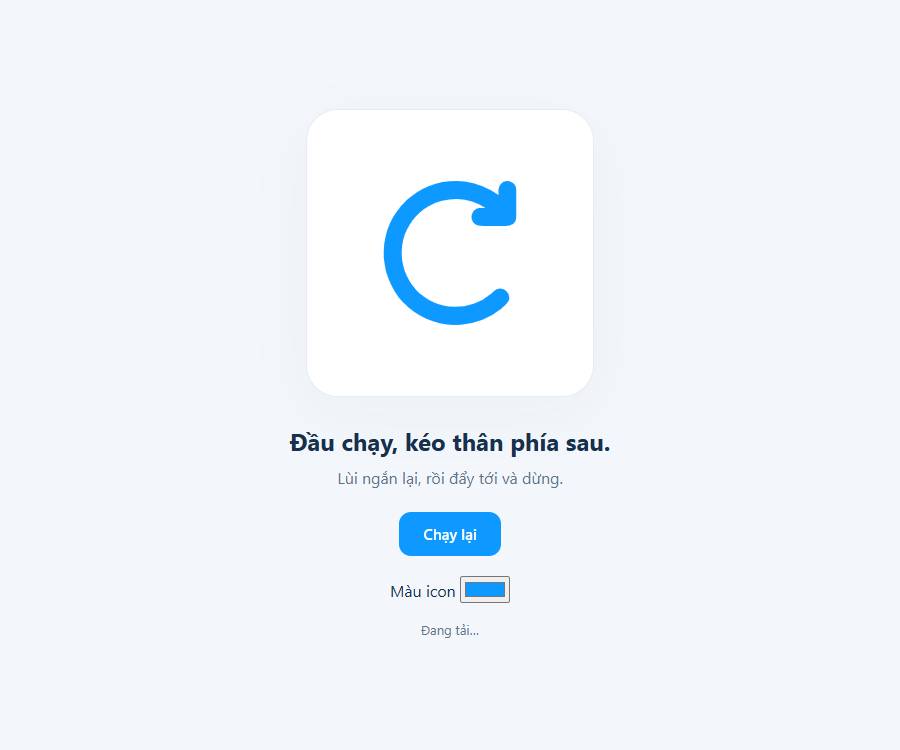 Đầu chạy, kéo thân phía sau.
Lùi ngắn lại, rồi đẩy tới và dừng.
Chạy lại
Màu icon
Đang tải...